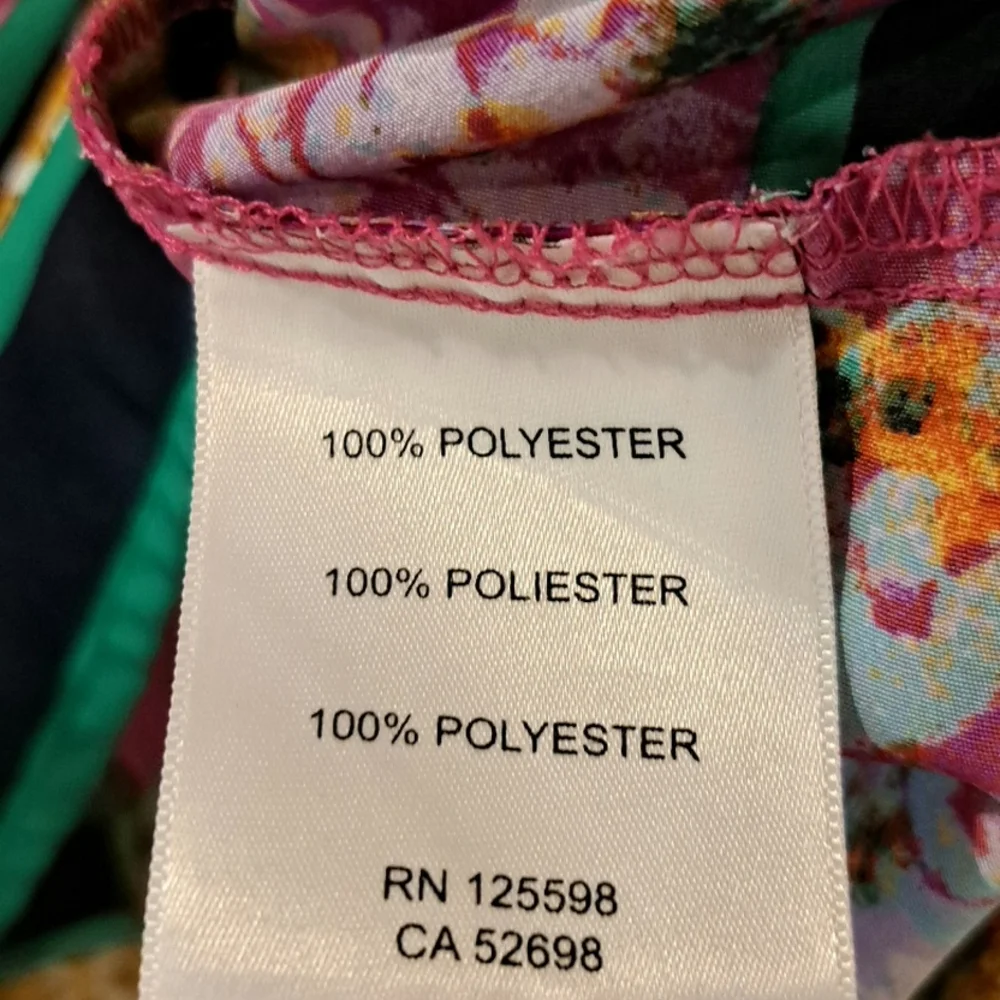 100% POLYESTER
100% POLIESTER
100% POLYESTER
RN 125598
CA 52698